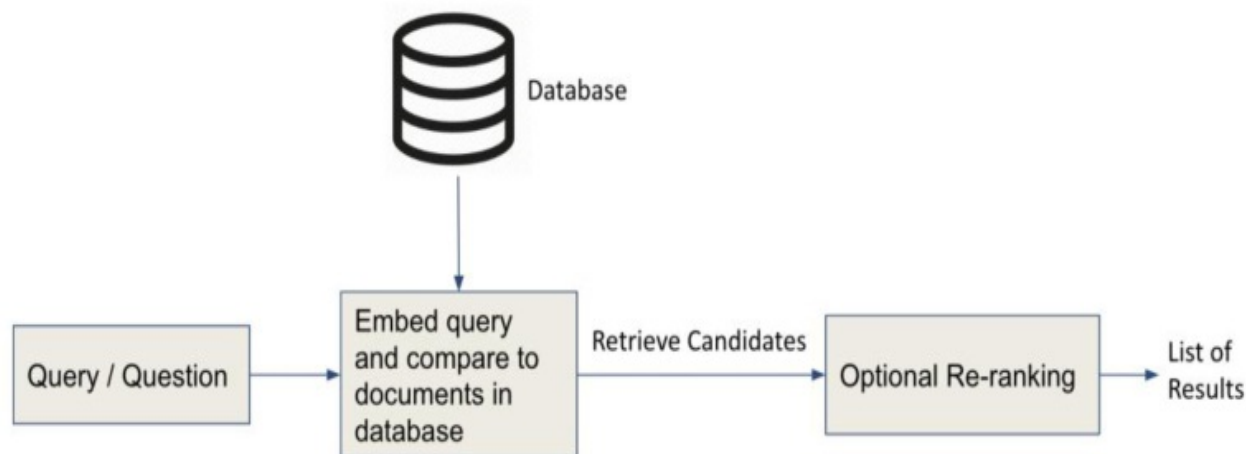 Database
Query / Question
Embed query
and compare to
documents in
database
Retrieve Candidates
Optional Re-ranking
List of
Results